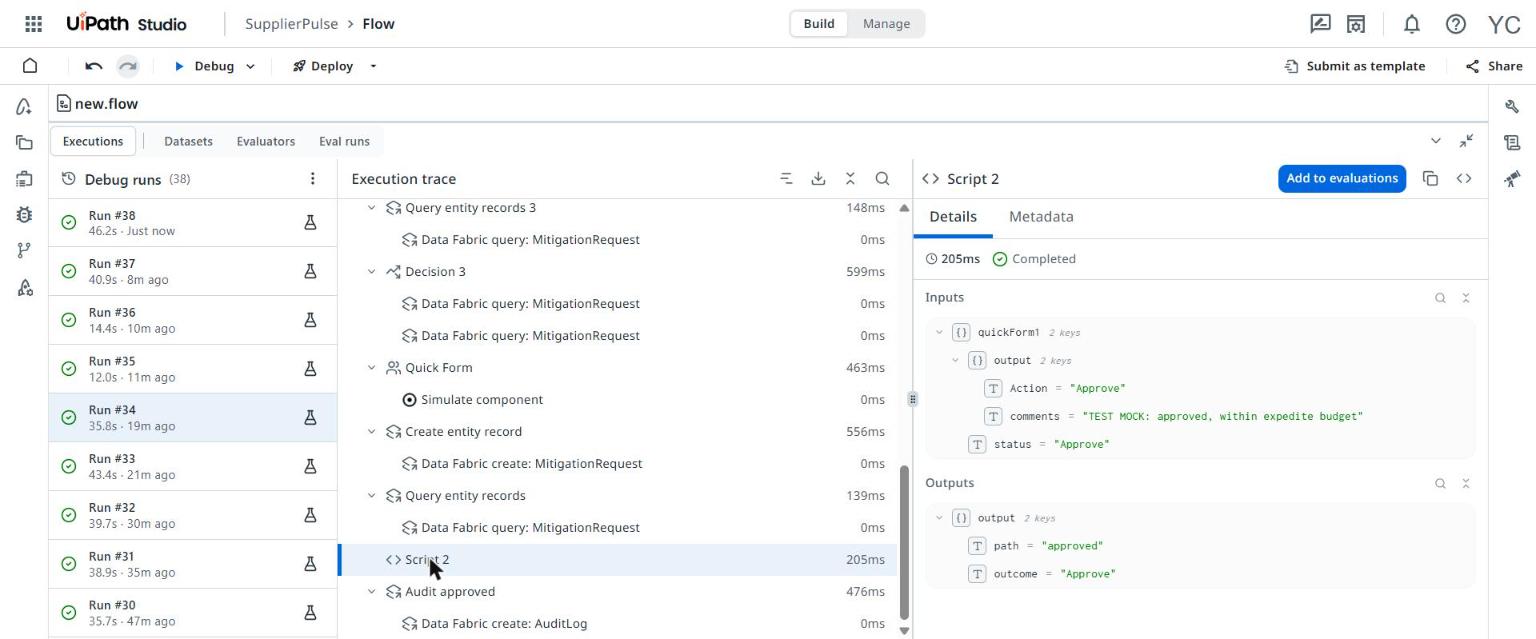 UiPath Studio
SupplierPulse > Flow
Build
Manage
YC
Debug
Deploy
Submit as template
Share
new.flow
Executions
Datasets
Evaluators
Eval runs
Debug runs (38)
Run #38
46.2s · Just now
Run #37
40.9s · 8m ago
Run #36
14.4s · 10m ago
Run #35
12.0s · 11m ago
Run #34
35.8s · 19m ago
Run #33
43.4s · 21m ago
Run #32
39.7s · 30m ago
Run #31
38.9s · 35m ago
Run #30
35.7s · 47m ago
Execution trace
Query entity records 3 148ms
Data Fabric query: MitigationRequest 0ms
Decision 3 599ms
Data Fabric query: MitigationRequest 0ms
Data Fabric query: MitigationRequest 0ms
Quick Form 463ms
Simulate component 0ms
Create entity record 556ms
Data Fabric create: MitigationRequest 0ms
Query entity records 139ms
Data Fabric query: MitigationRequest 0ms
Script 2 205ms
Audit approved 476ms
Data Fabric create: AuditLog 0ms
Script 2
Add to evaluations
Details
Metadata
205ms Completed
Inputs
{} quickForm1 2 keys
{} output 2 keys
T Action = "Approve"
T comments = "TEST MOCK: approved, within expedite budget"
T status = "Approve"
Outputs
{} output 2 keys
T path = "approved"
T outcome = "Approve"